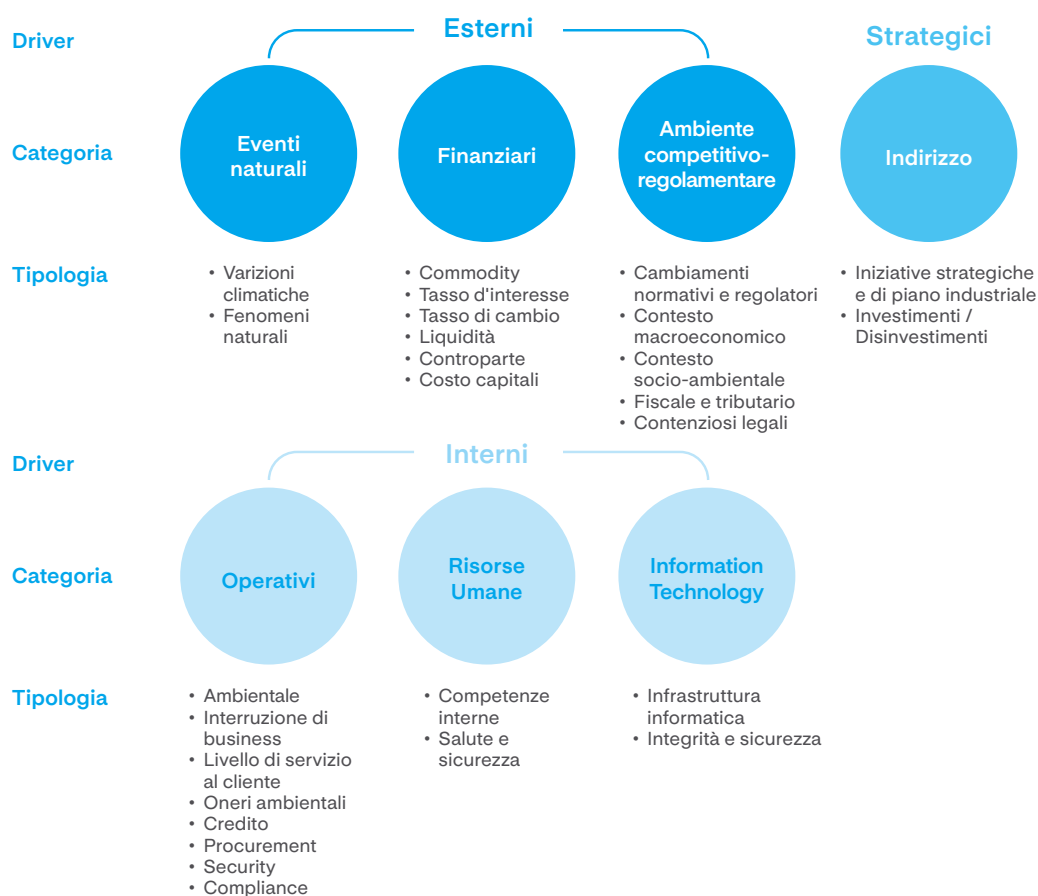 Driver
Esterni
Strategici
Categoria
Eventi
naturali
Finanziari
Ambiente
competitivo-
regolamentare
Indirizzo
Tipologia
• Varizioni
climatiche
• Fenomeni
naturali
• Commodity
• Tasso d'interesse
• Tasso di cambio
• Liquidità
• Controparte
• Costo capitali
• Cambiamenti
normativi e regolatori
• Contesto
macroeconomico
• Contesto
socio-ambientale
• Fiscale e tributario
• Contenziosi legali
• Iniziative strategiche
e di piano industriale
• Investimenti /
Disinvestimenti
Driver
Interni
Categoria
Operativi
Risorse
Umane
Information
Technology
Tipologia
• Ambientale
• Interruzione di
business
• Livello di servizio
al cliente
• Oneri ambientali
• Credito
• Procurement
• Security
• Compliance
• Competenze
interne
• Salute e
sicurezza
• Infrastruttura
informatica
• Integrità e sicurezza